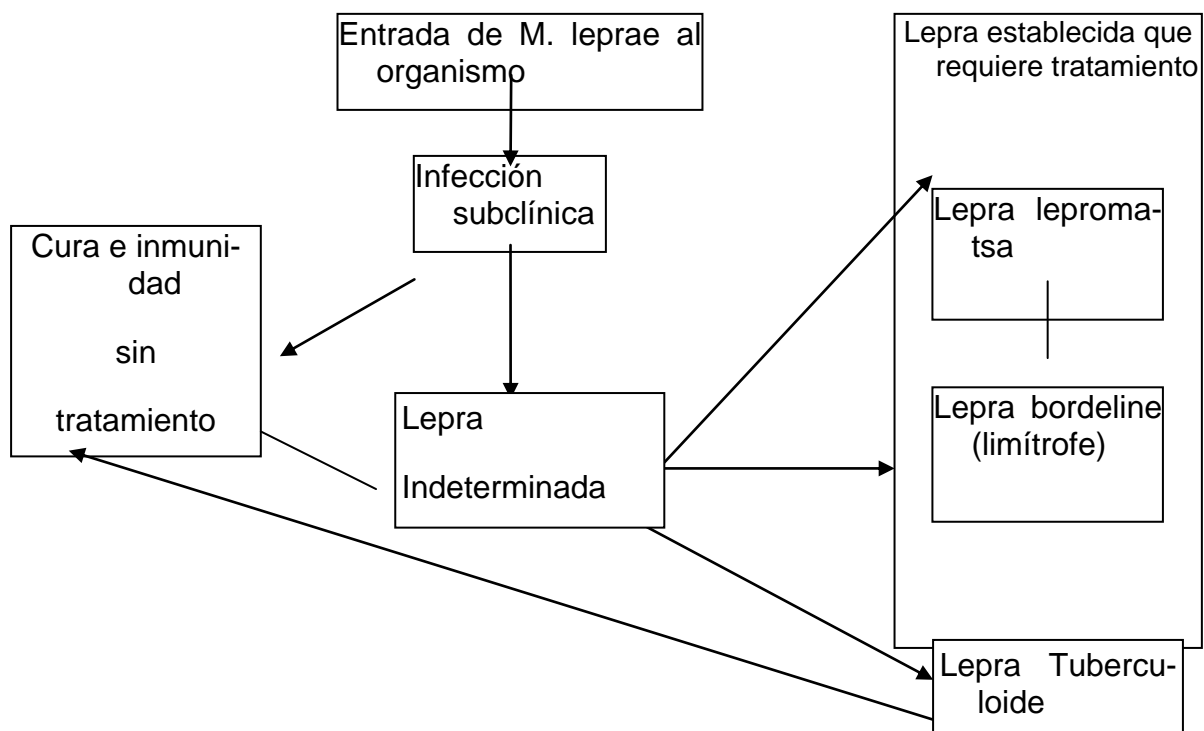 Entrada de M. leprae al
organismo
Infección
subclínica
Cura e inmuni-
dad
sin
tratamiento
Lepra
Indeterminada
Lepra establecida que
requiere tratamiento
Lepra leproma-
tsa
Lepra bordeline
(limítrofe)
Lepra Tubercu-
loide